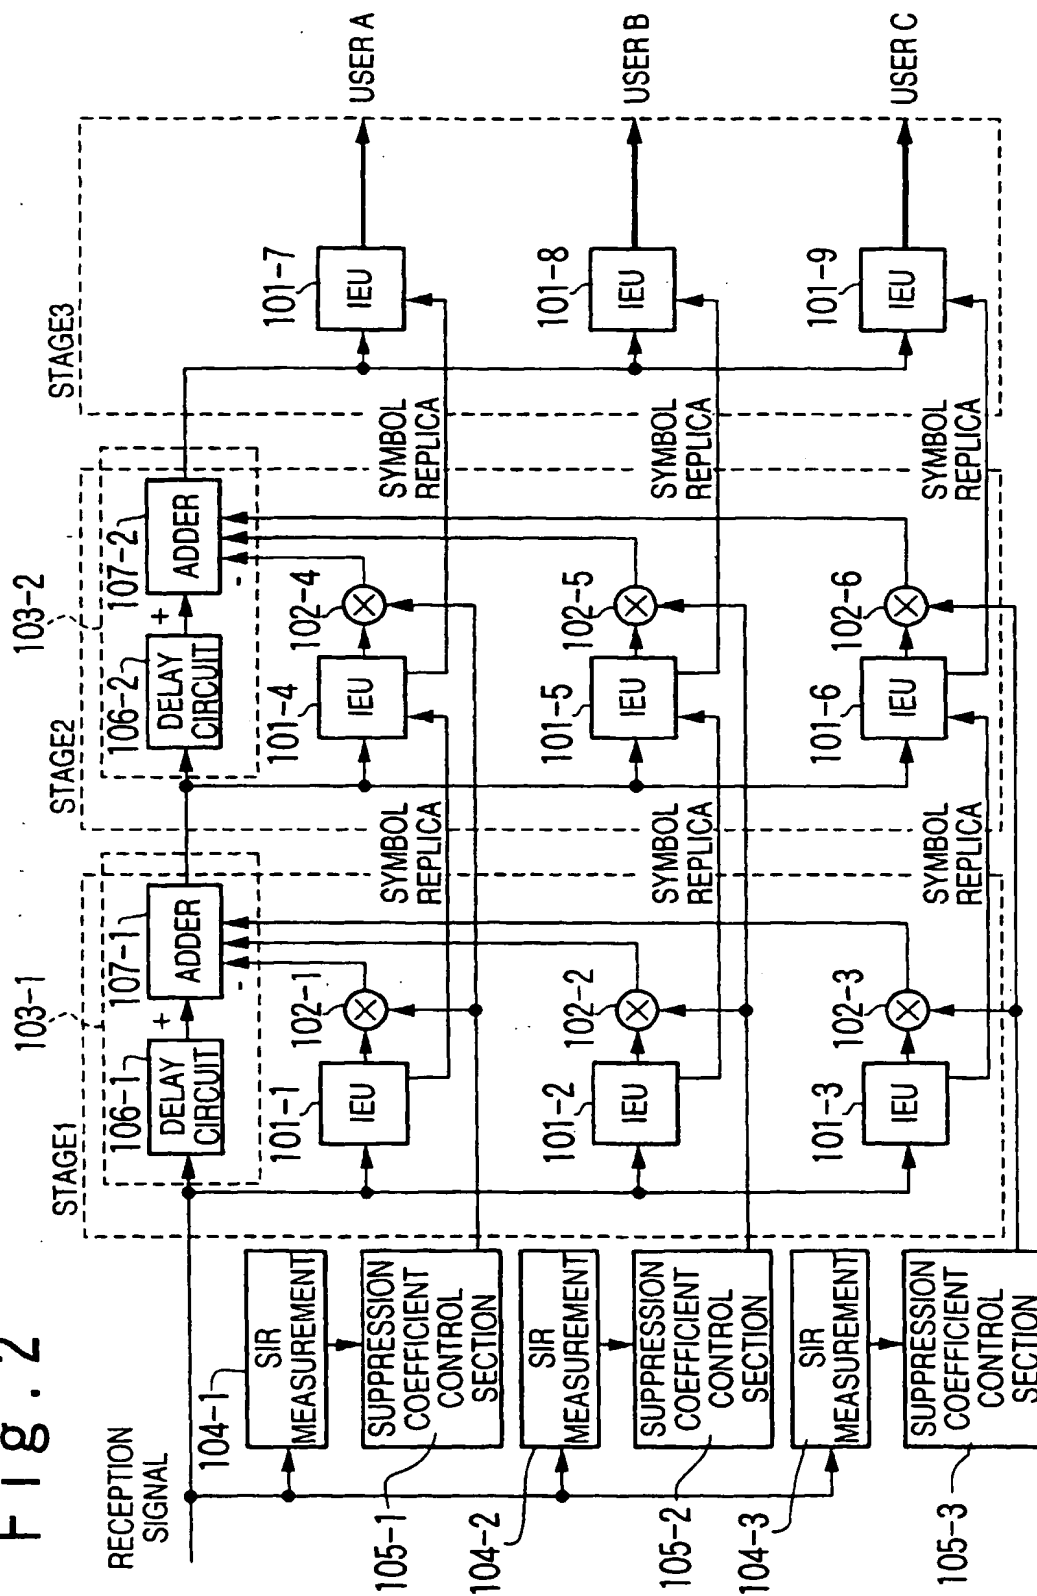 Fig. 2
RECEPTION
SIGNAL
104-1
SIR
MEASUREMENT
SUPPRESSION
COEFFICIENT
CONTROL
SECTION
105-1
104-2
SIR
MEASUREMENT
SUPPRESSION
COEFFICIENT
CONTROL
SECTION
105-2
104-3
SIR
MEASUREMENT
SUPPRESSION
COEFFICIENT
CONTROL
SECTION
105-3
STAGE1
103-1
106-1
DELAY
CIRCUIT
+
107-1
ADDER
-
101-1
IEU
102-1
101-2
IEU
102-2
101-3
IEU
102-3
SYMBOL
REPLICA
SYMBOL
REPLICA
SYMBOL
REPLICA
STAGE2
103-2
106-2
DELAY
CIRCUIT
+
107-2
ADDER
-
101-4
IEU
102-4
101-5
IEU
102-5
101-6
IEU
102-6
SYMBOL
REPLICA
SYMBOL
REPLICA
SYMBOL
REPLICA
STAGE3
101-7
IEU
USER A
101-8
IEU
USER B
101-9
IEU
USER C